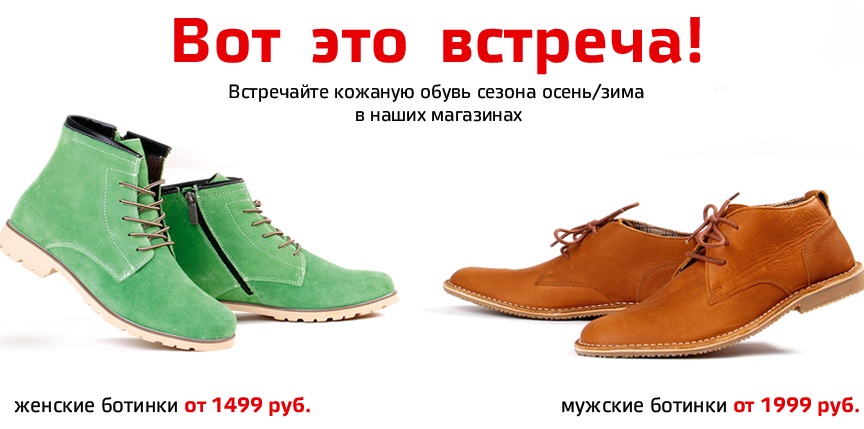 Вот это встреча!
Встречайте кожаную обувь сезона осень/зима
в наших магазинах
женские ботинки от 1499 руб.
мужские ботинки от 1999 руб.